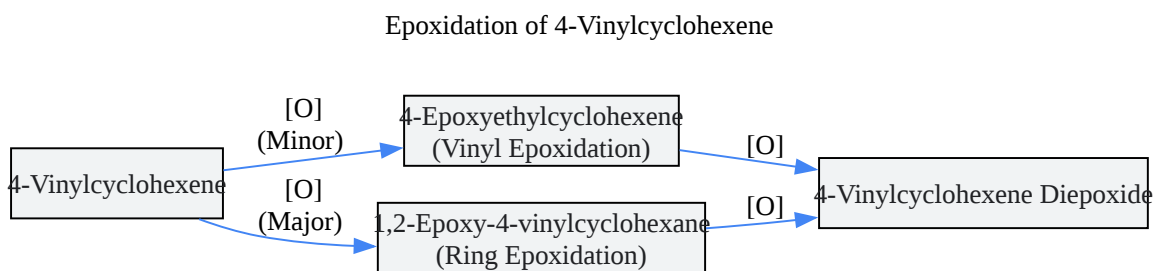 Epoxidation of 4-Vinylcyclohexene
[O]
(Minor)
4-Epoxyethylcyclohexene
(Vinyl Epoxidation)
[O]
4-Vinylcyclohexene
4-Vinylcyclohexene Diepoxide
[O]
(Major)
1,2-Epoxy-4-vinylcyclohexane
(Ring Epoxidation)
[O]